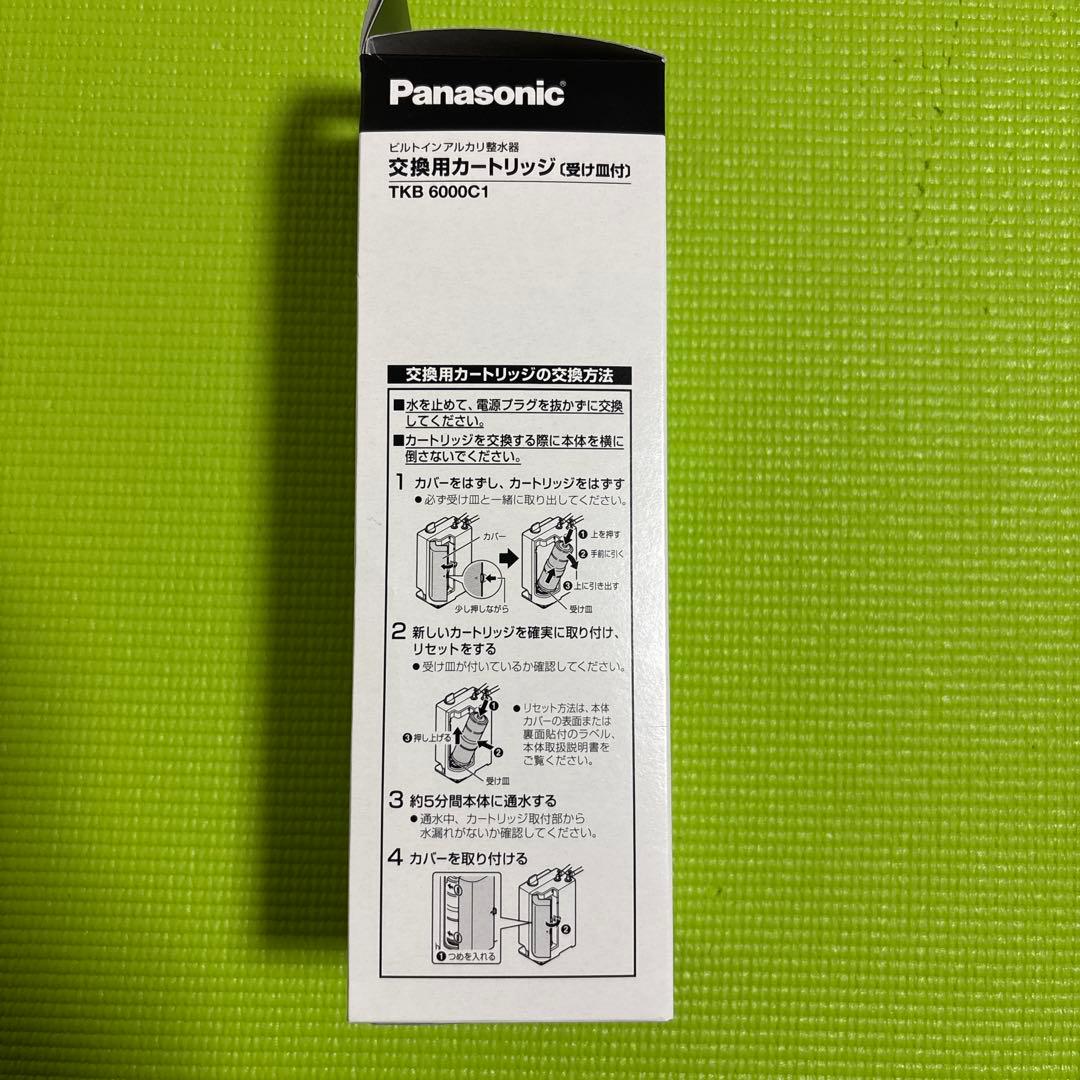 Panasonic®
ビルトインアルカリ整水器
交換用カートリッジ〔受け皿付〕
TKB 6000C1
交換用カートリッジの交換方法
■水を止めて、電源プラグを抜かずに交換
してください。
■カートリッジを交換する際に本体を横に
倒さないでください。
1 カバーをはずし、カートリッジをはずす
●必ず受け皿と一緒に取り出してください。
カバー
少し押しながら
❶上を押す
❷手前に引く
❸上に引き出す
受け皿
2 新しいカートリッジを確実に取り付け、
リセットをする
●受け皿が付いているか確認してください。
❶
❸押し上げる
❷
受け皿
●リセット方法は、本体
カバーの表面または
裏面貼付のラベル、
本体取扱説明書を
ご覧ください。
3 約5分間本体に通水する
●通水中、カートリッジ取付部から
水漏れがないか確認してください。
4 カバーを取り付ける
❶つめを入れる
❷